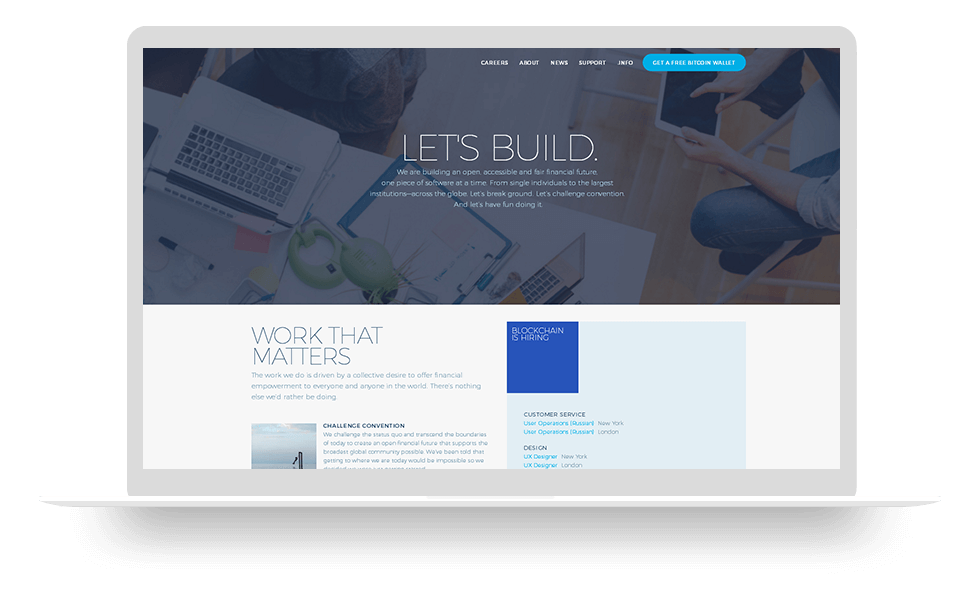 CAREERS ABOUT NEWS SUPPORT .INFO GET A FREE BITCOIN WALLET
LET'S BUILD.
We are building an open, accessible and fair financial future,
one piece of software at a time. From single individuals to the largest
institutions—across the globe. Let's break ground. Let's challenge convention.
And let's have fun doing it.
WORK THAT
MATTERS
The work we do is driven by a collective desire to offer financial
empowerment to everyone and anyone in the world. There's nothing
else we'd rather be doing.
CHALLENGE CONVENTION
We challenge the status quo and transcend the boundaries
of today to create an open financial future that supports the
broadest global community possible. We've been told that
getting to where we are today would be impossible so we
BLOCKCHAIN
IS HIRING
CUSTOMER SERVICE
User Operations (Russian) New York
User Operations (Russian) London
DESIGN
UX Designer New York
UX Designer London